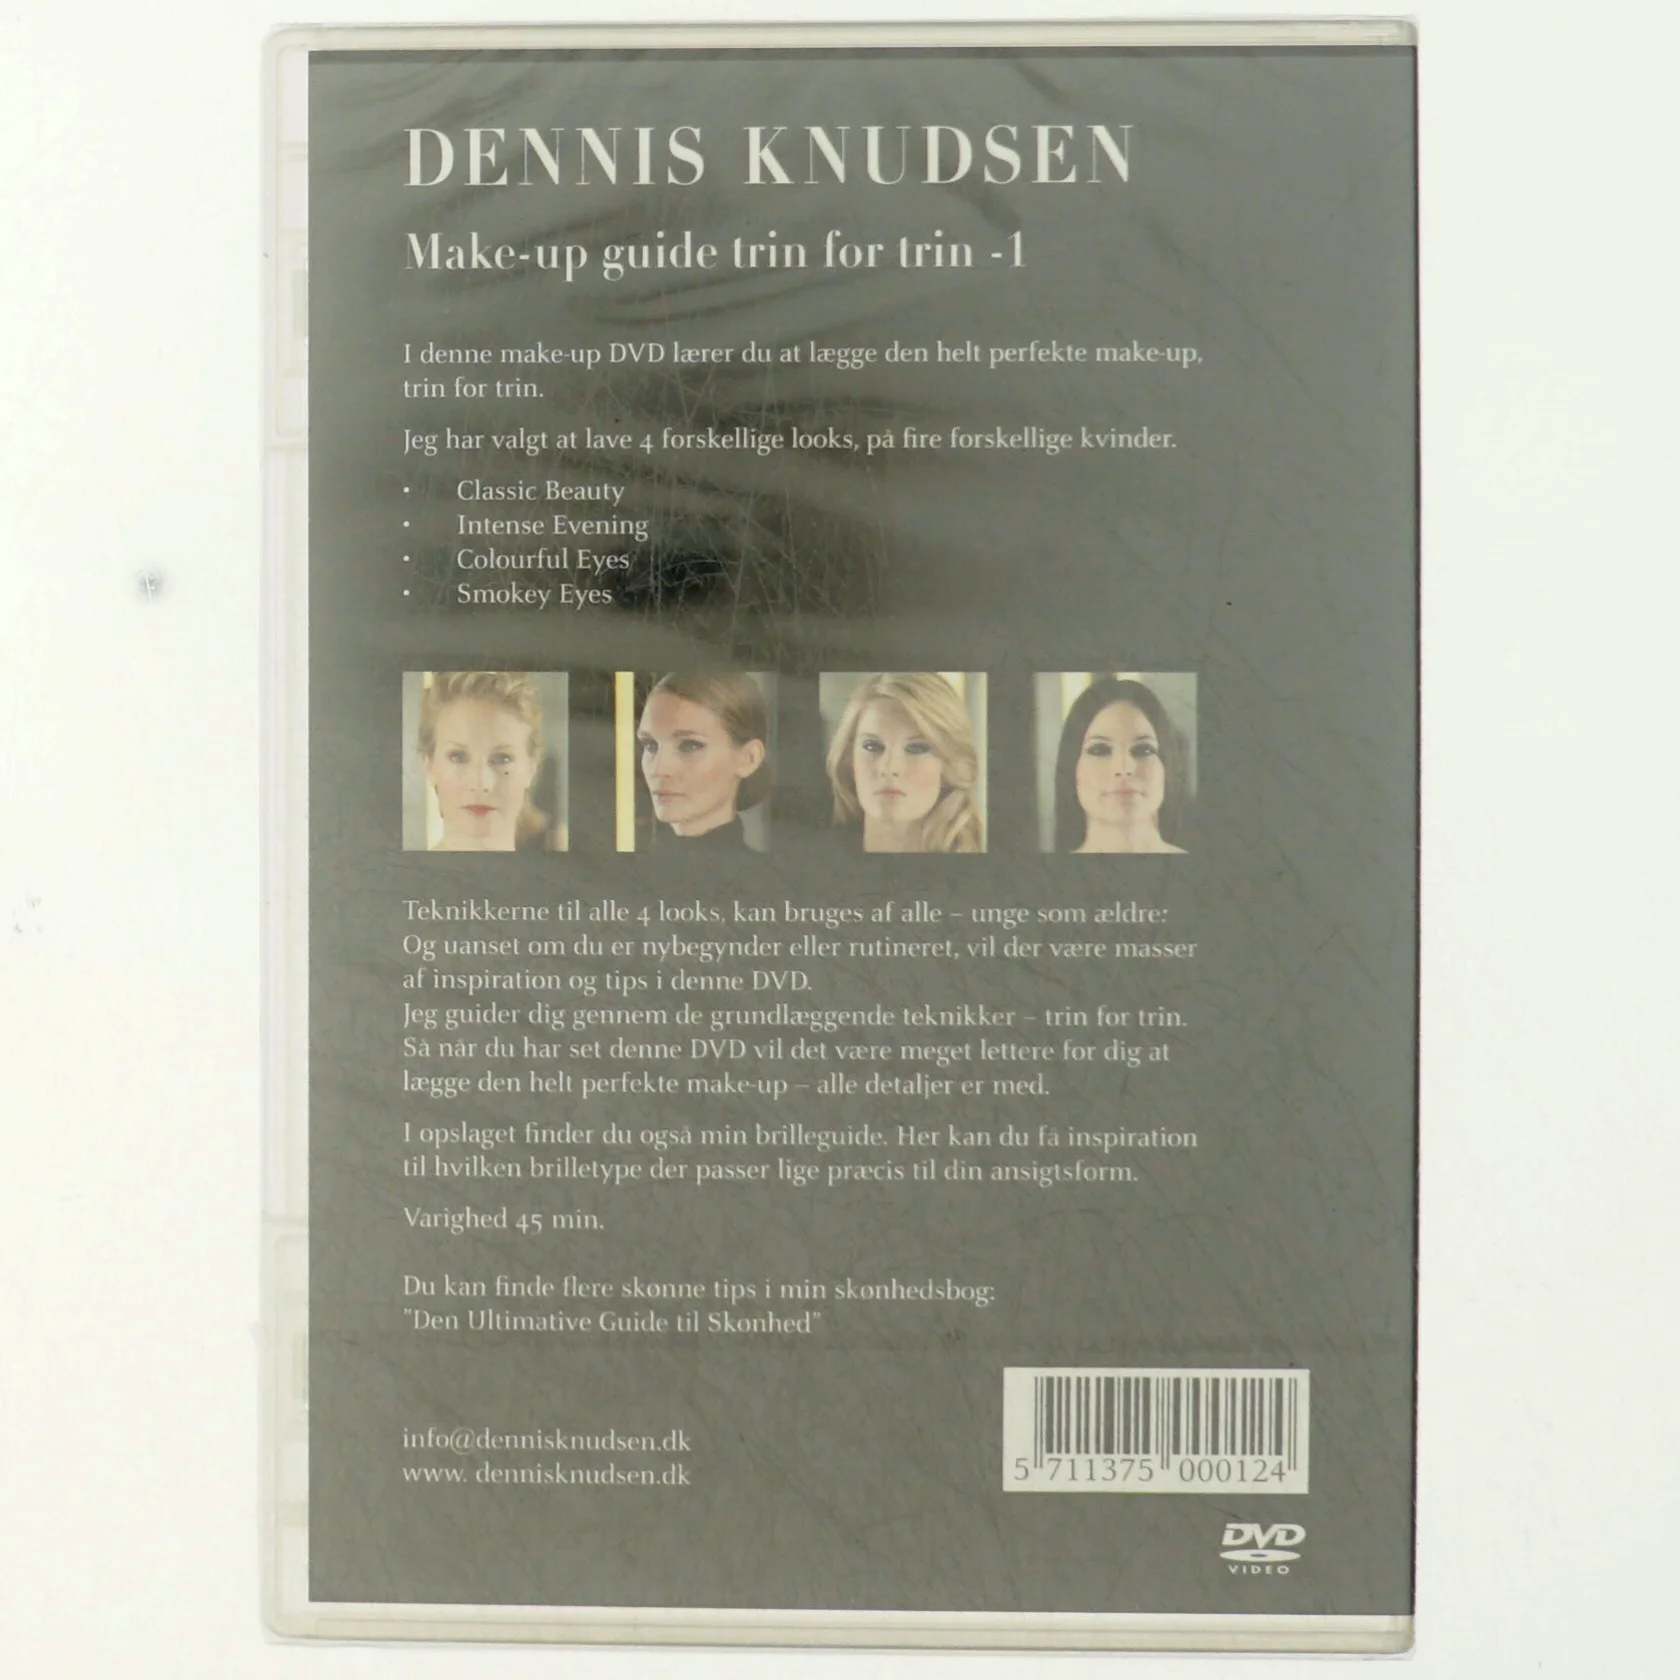 DENNIS KNUDSEN
Make-up guide trin for trin -1
I denne make-up DVD lærer du at lægge den helt perfekte make-up,
trin for trin.
Jeg har valgt at lave 4 forskellige looks, på fire forskellige kvinder.
• Classic Beauty
• Intense Evening
• Colourful Eyes
• Smokey Eyes
Teknikkerne til alle 4 looks, kan bruges af alle – unge som ældre:
Og uanset om du er nybegynder eller rutineret, vil der være masser
af inspiration og tips i denne DVD.
Jeg guider dig gennem de grundlæggende teknikker – trin for trin.
Så når du har set denne DVD vil det være meget lettere for dig at
lægge den helt perfekte make-up – alle detaljer er med.
I opslaget finder du også min brilleguide. Her kan du få inspiration
til hvilken brilletype der passer lige præcis til din ansigtsform.
Varighed 45 min.
Du kan finde flere skønne tips i min skønhedsbog:
"Den Ultimative Guide til Skønhed"
info@dennisknudsen.dk
www. dennisknudsen.dk
5 711375 000124
DVD
VIDEO